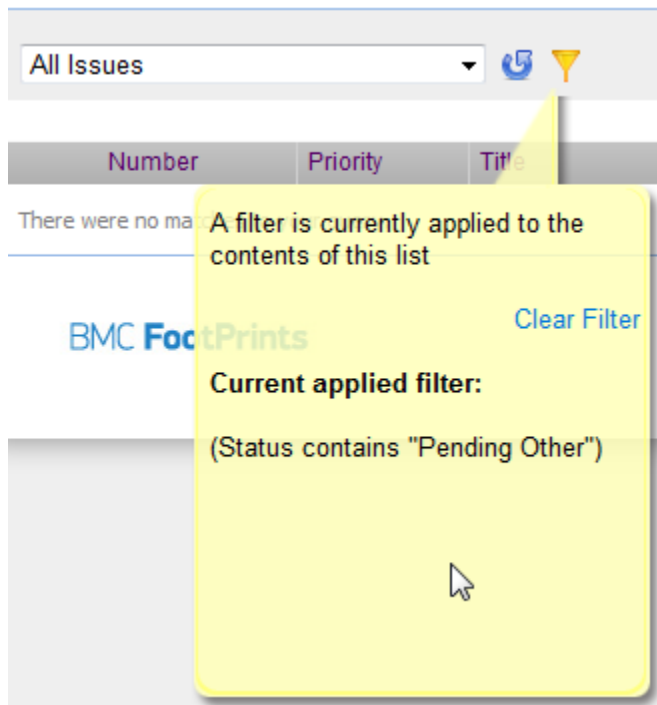 All Issues
Number Priority Title
There were no ma
A filter is currently applied to the
contents of this list
Clear Filter
BMC FootPrints
Current applied filter:
(Status contains "Pending Other")